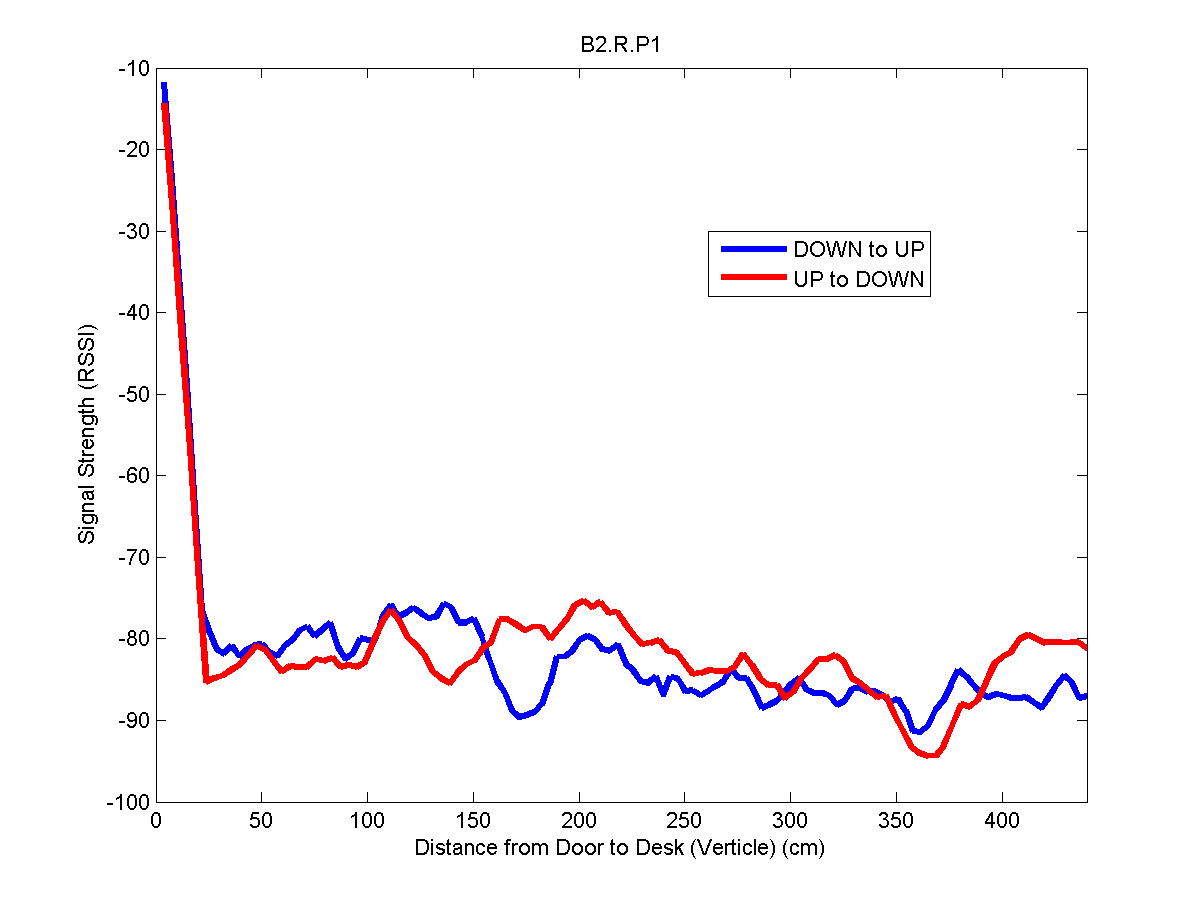 B2.R.P1
-10
-20
-30
-40
-50
-60
-70
-80
-90
-100
Signal Strength (RSSI)
DOWN to UP
UP to DOWN
0 50 100 150 200 250 300 350 400
Distance from Door to Desk (Verticle) (cm)